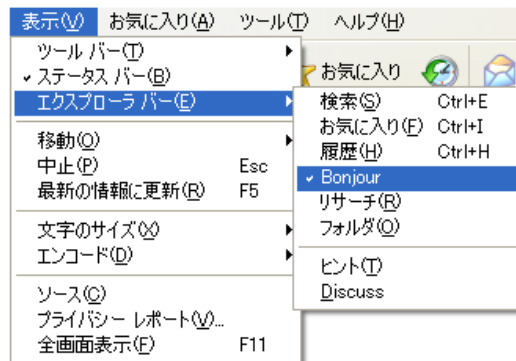 表示(V) お気に入り(A) ツール(T) ヘルプ(H)
ツール バー(T)
ステータス バー(B)
エクスプローラ バー(E)
移動(O)
中止(P) Esc
最新の情報に更新(R) F5
文字のサイズ(X)
エンコード(D)
ソース(C)
プライバシー レポート(V)...
全画面表示(F) F11
お気に入り
検索(S) Ctrl+E
お気に入り(F) Ctrl+I
履歴(H) Ctrl+H
Bonjour
リサーチ(R)
フォルダ(O)
ヒント(T)
Discuss